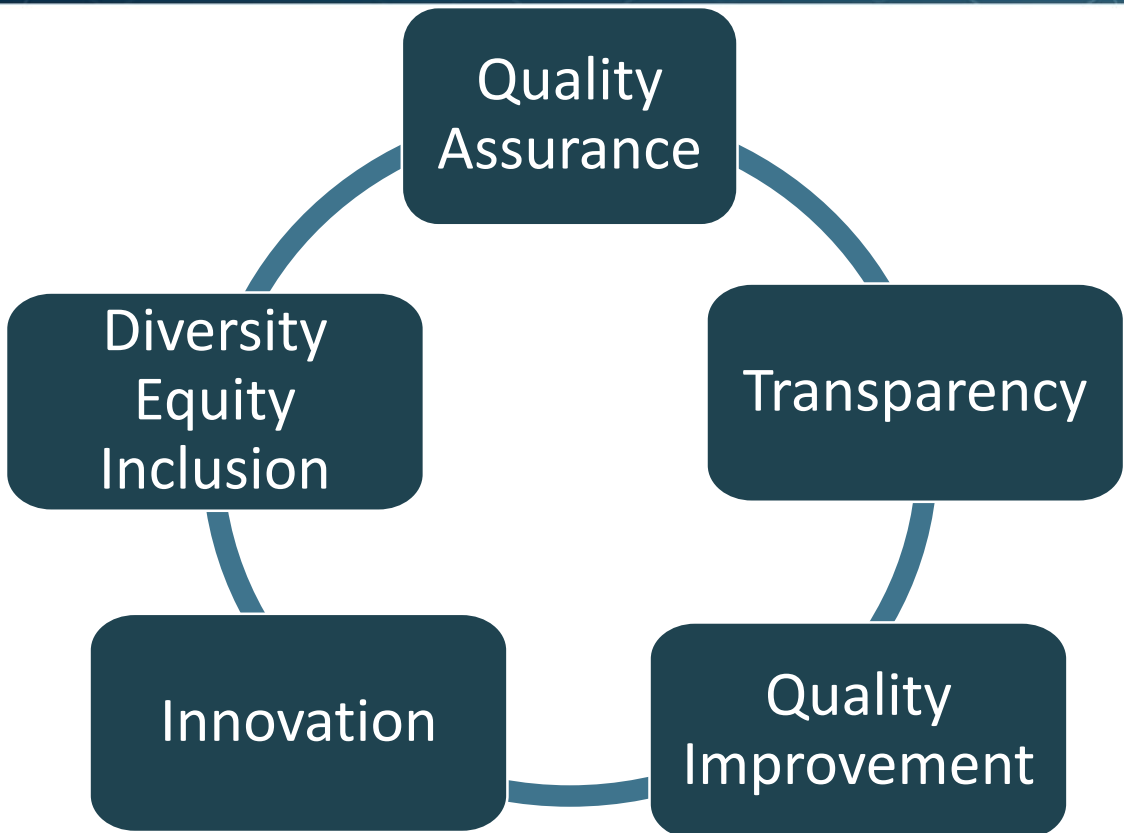 Quality
Assurance
Transparency
Quality
Improvement
Innovation
Diversity
Equity
Inclusion